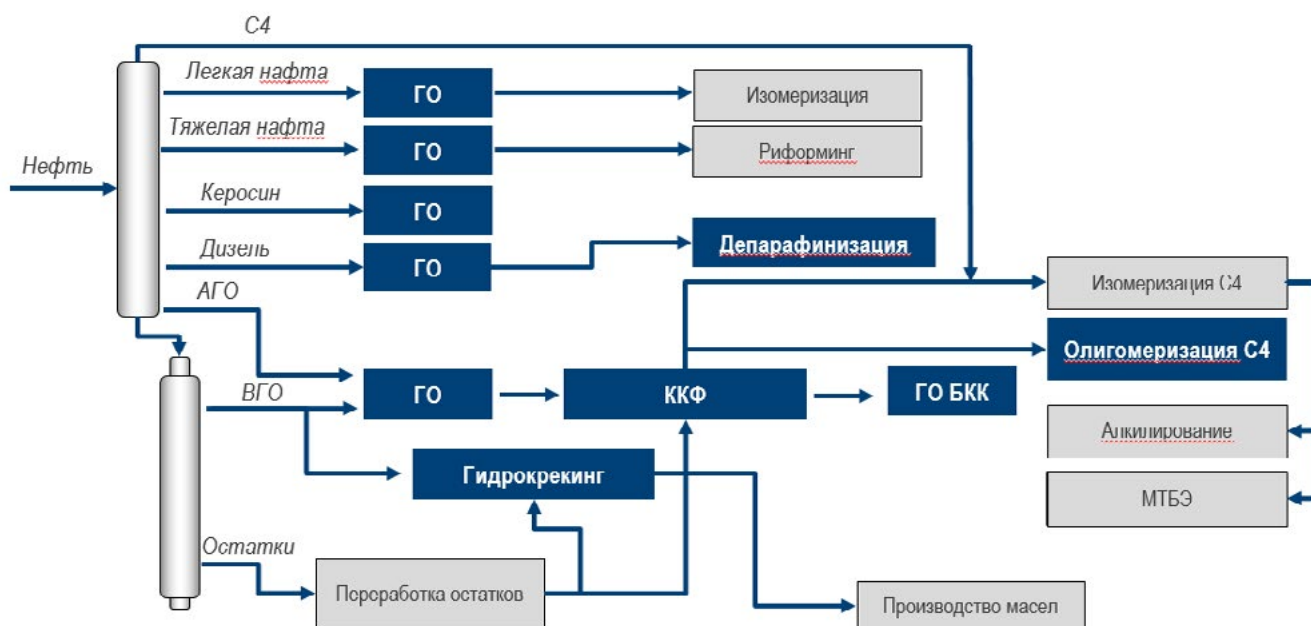 С4
Легкая нафта
ГО
Изомеризация
Тяжелая нафта
ГО
Риформинг
Нефть
Керосин
ГО
Дизель
ГО
Депарафинизация
АГО
Изомеризация С4
Олигомеризация С4
ВГО
ГО
ККФ
ГО БКК
Алкилирование
Гидрокрекинг
МТБЭ
Остатки
Переработка остатков
Производство масел